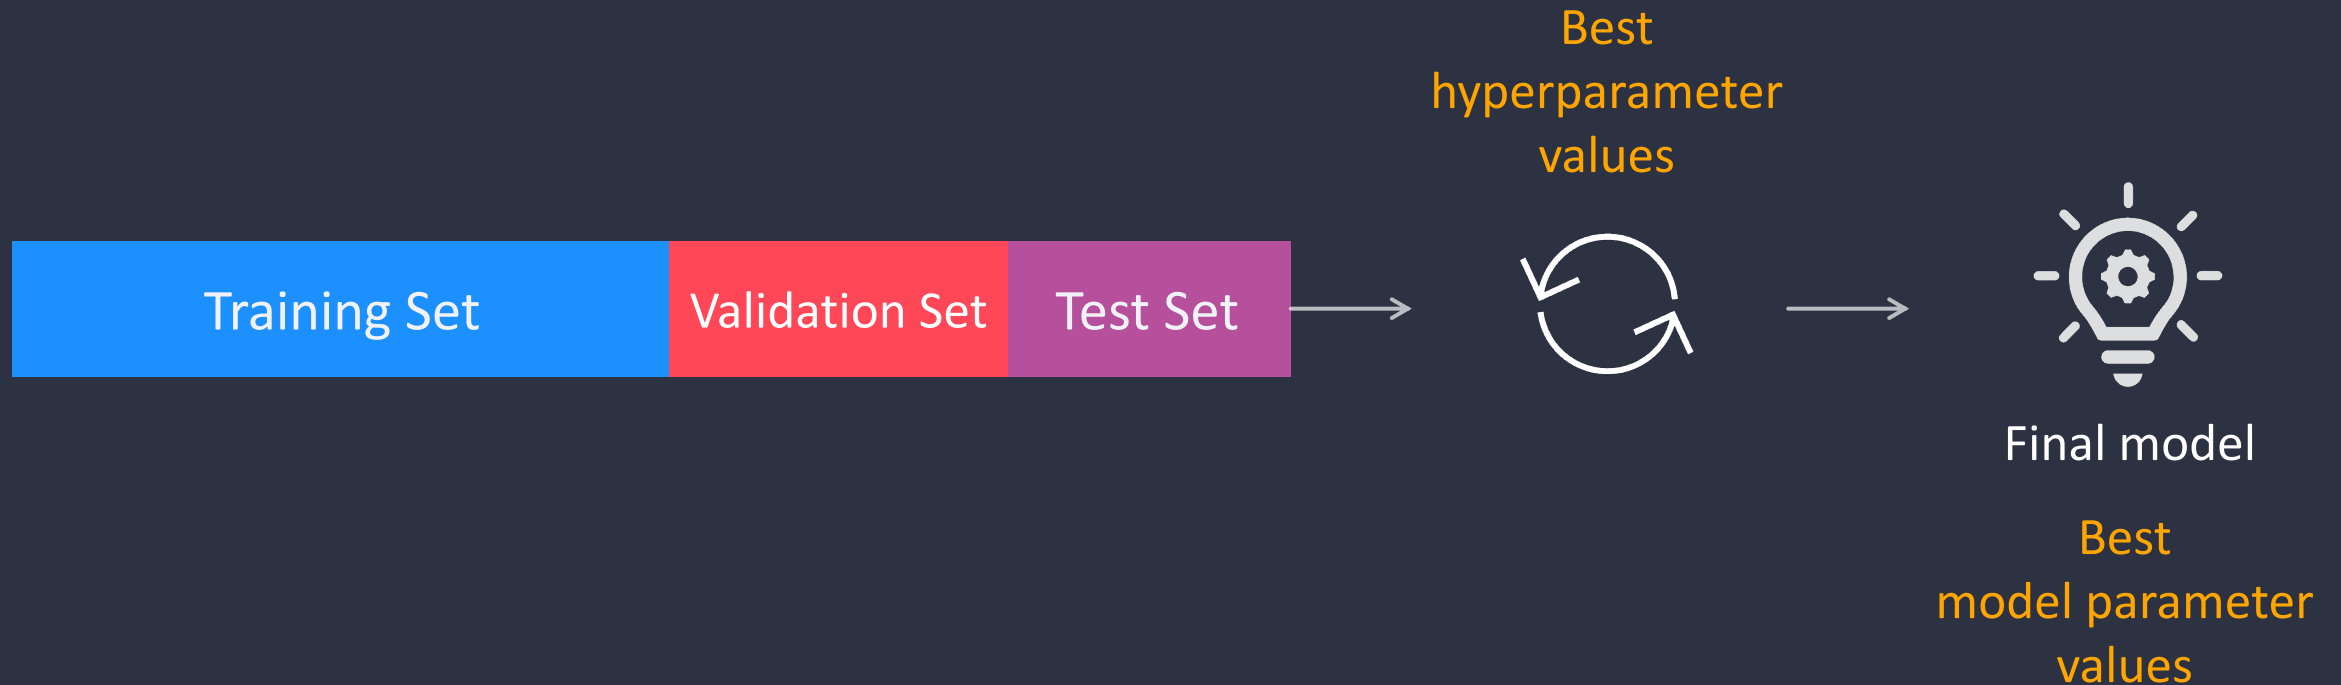 Best
hyperparameter
values
Training Set
Validation Set
Test Set
Final model
Best
model parameter
values